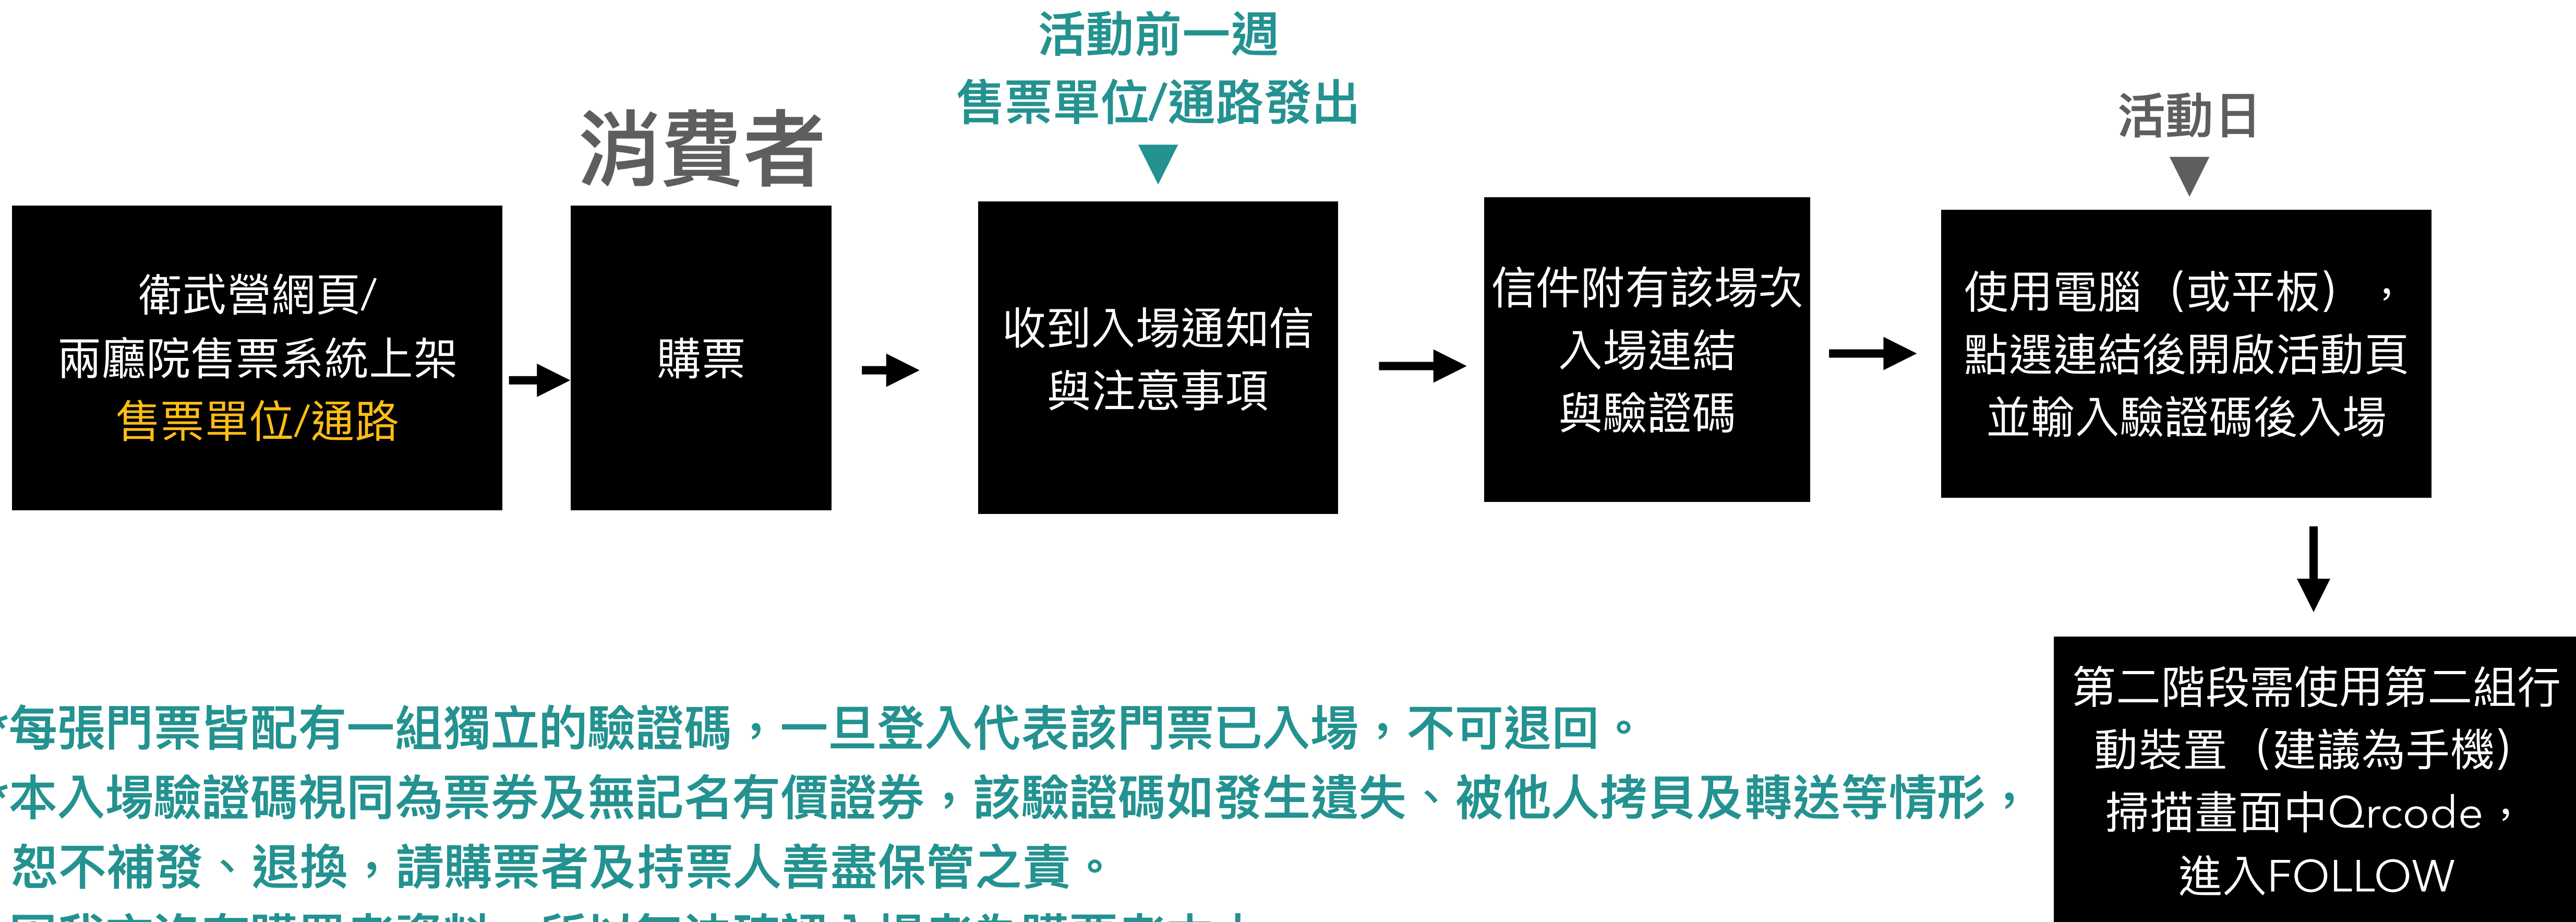 活動前一週
售票單位/通路發出
消費者
活動日
衛武營網頁/
兩廳院售票系統上架
售票單位/通路
購票
收到入場通知信
與注意事項
信件附有該場次
入場連結
與驗證碼
使用電腦（或平板），
點選連結後開啟活動頁
並輸入驗證碼後入場
第二階段需使用第二組行
動裝置（建議為手機）
掃描畫面中Qrcode，
進入FOLLOW
*每張門票皆配有一組獨立的驗證碼，一旦登入代表該門票已入場，不可退回。
*本入場驗證碼視同為票券及無記名有價證券，該驗證碼如發生遺失、被他人拷貝及轉送等情形，
恕不補發、退換，請購票者及持票人善盡保管之責。